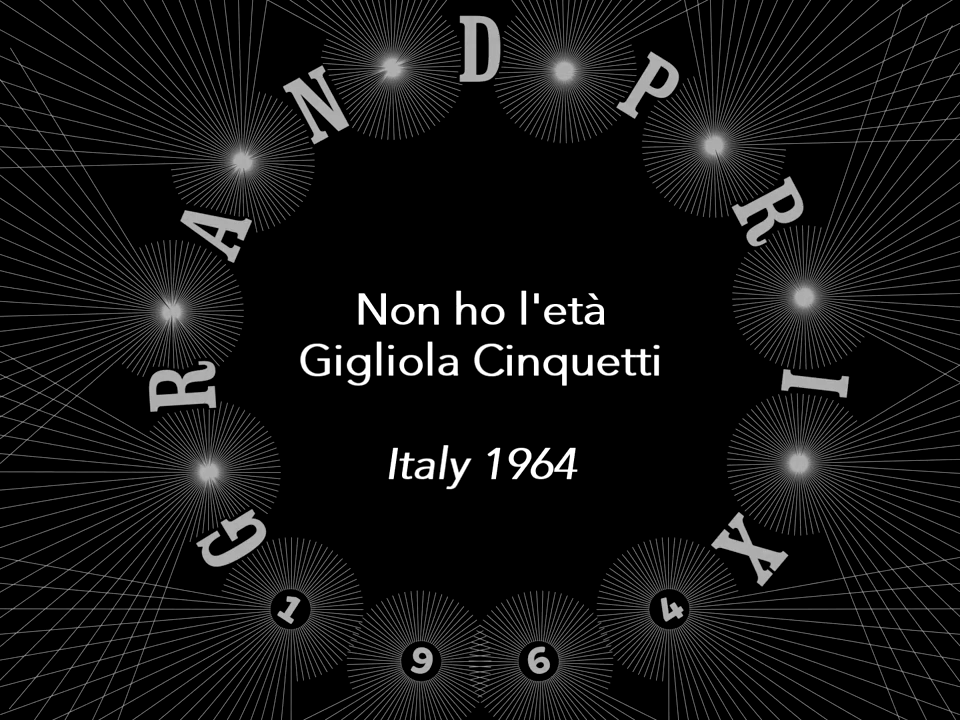 GRAND PRIX
Non ho l'età
Gigliola Cinquetti
Italy 1964
1964